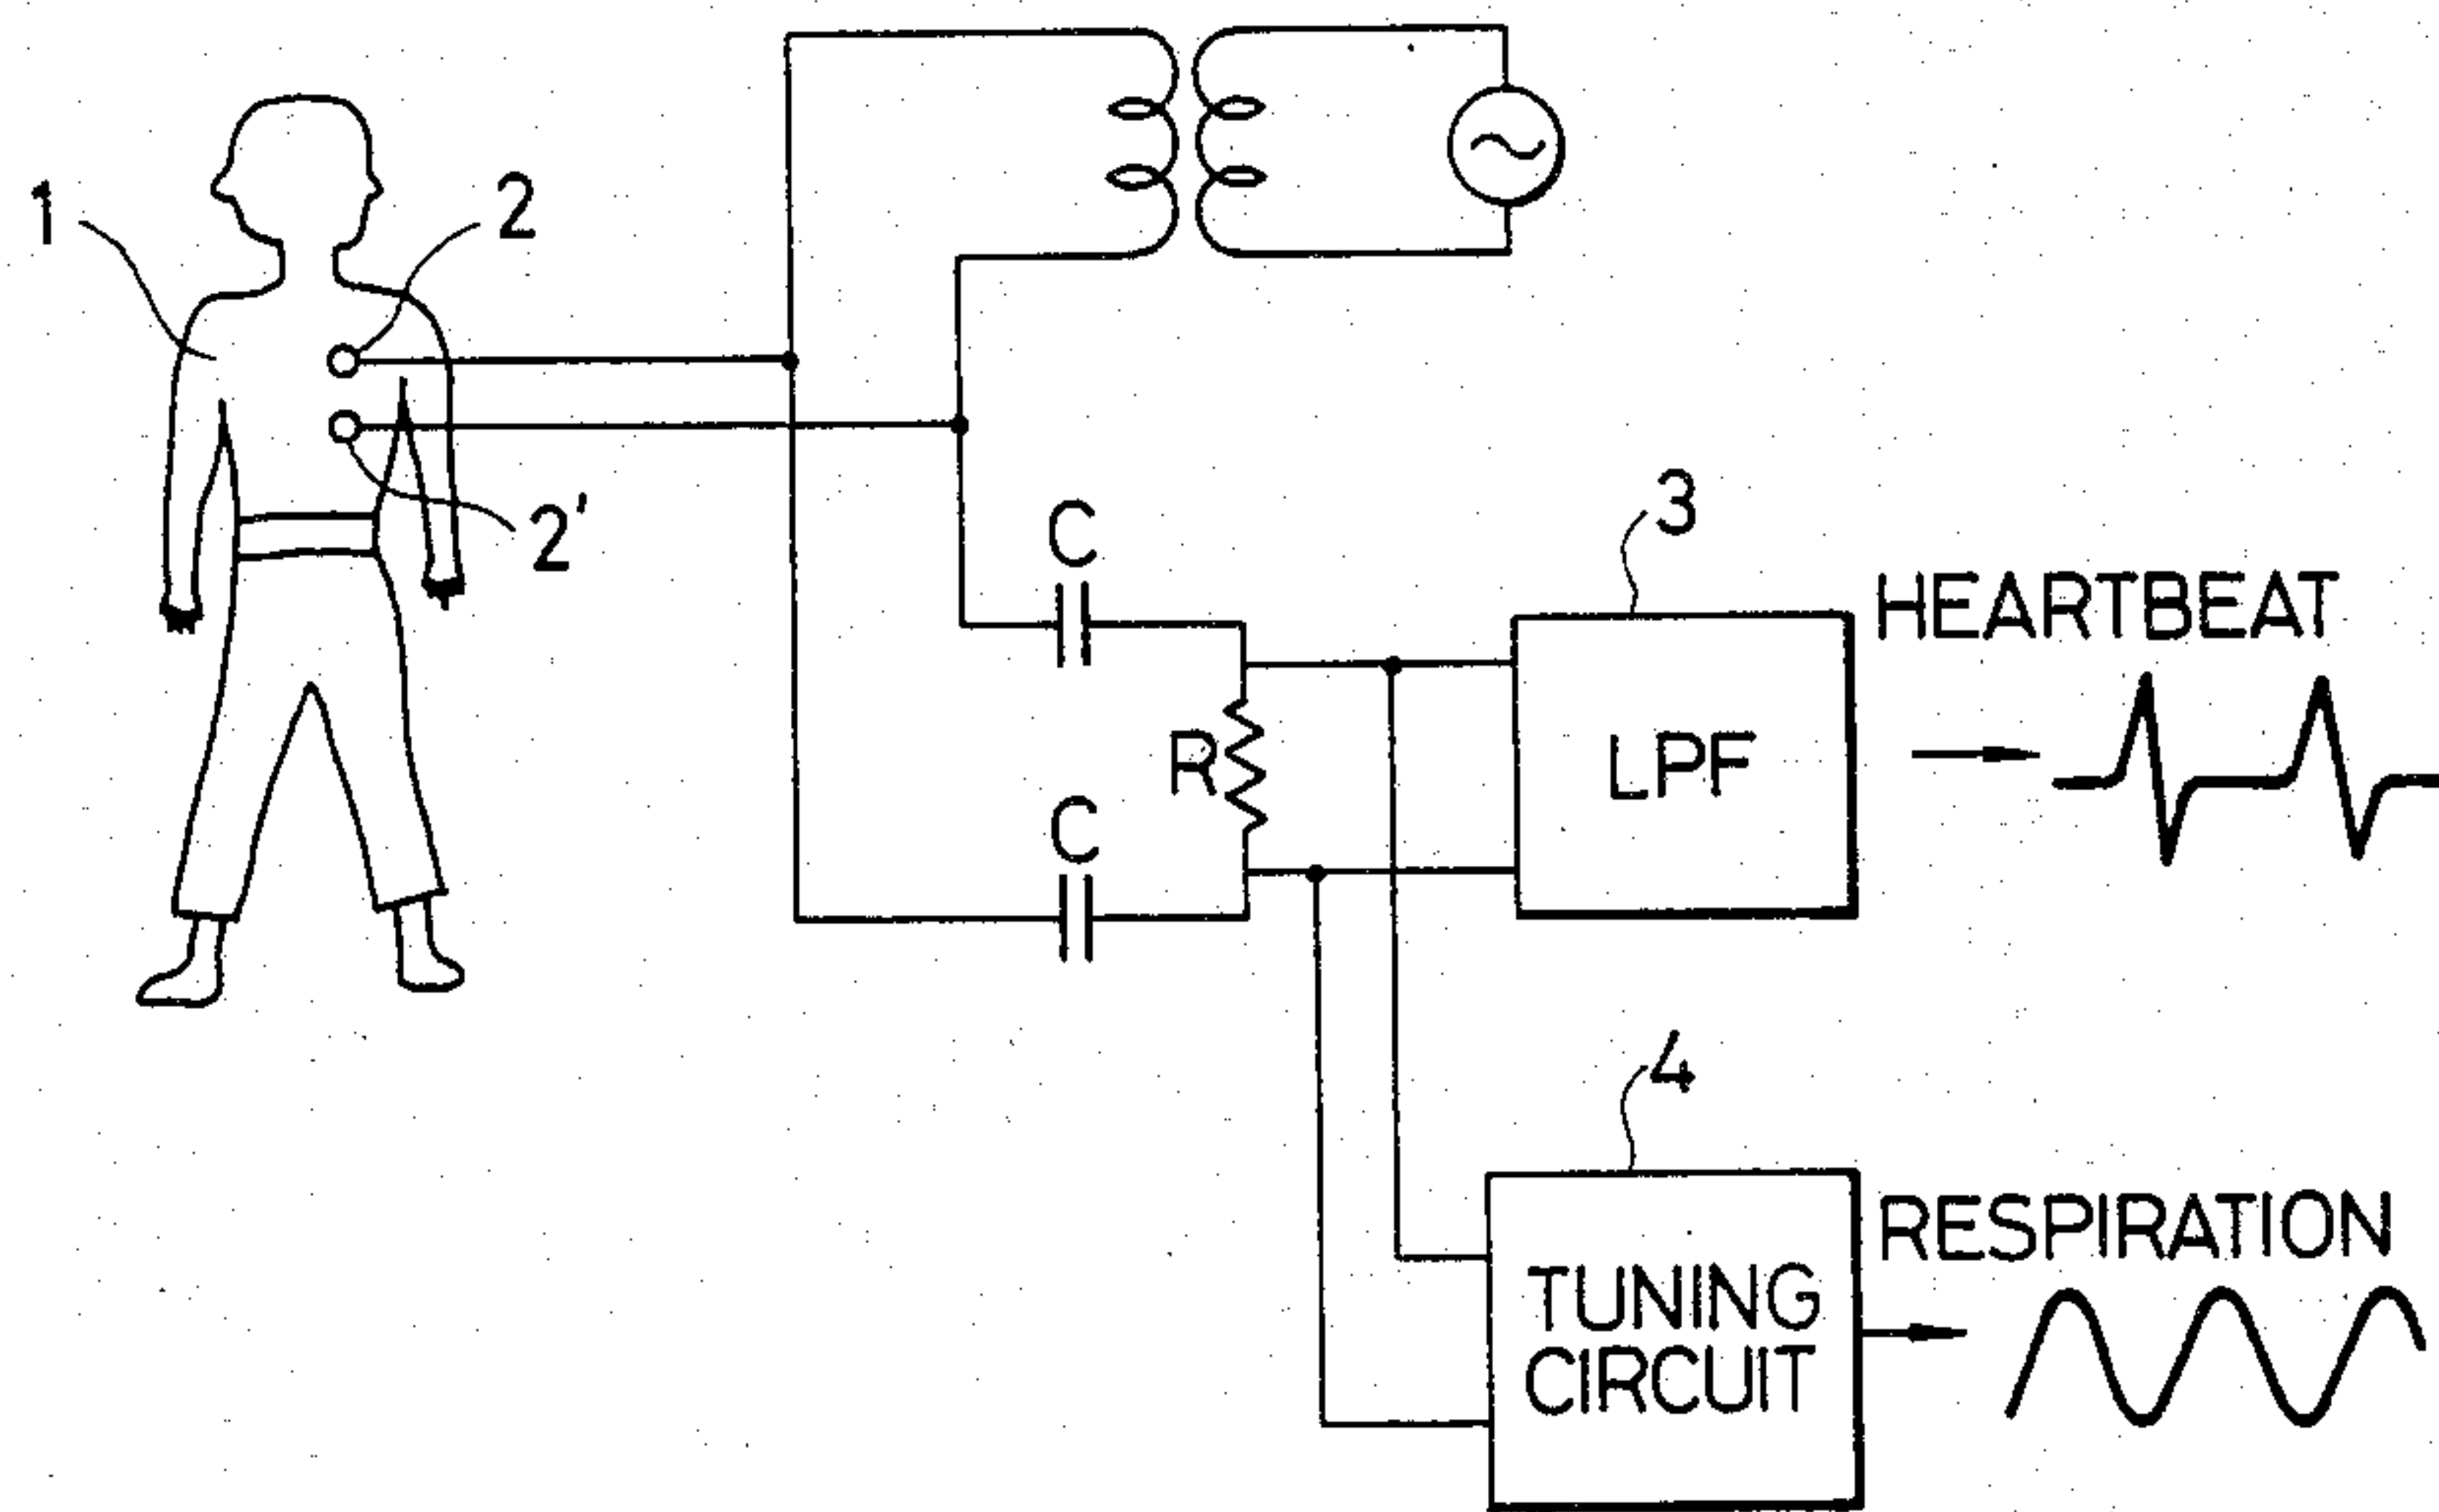 1
2
2'
C
3
HEARTBEAT
R
LPF
C
4
RESPIRATION
TUNING
CIRCUIT